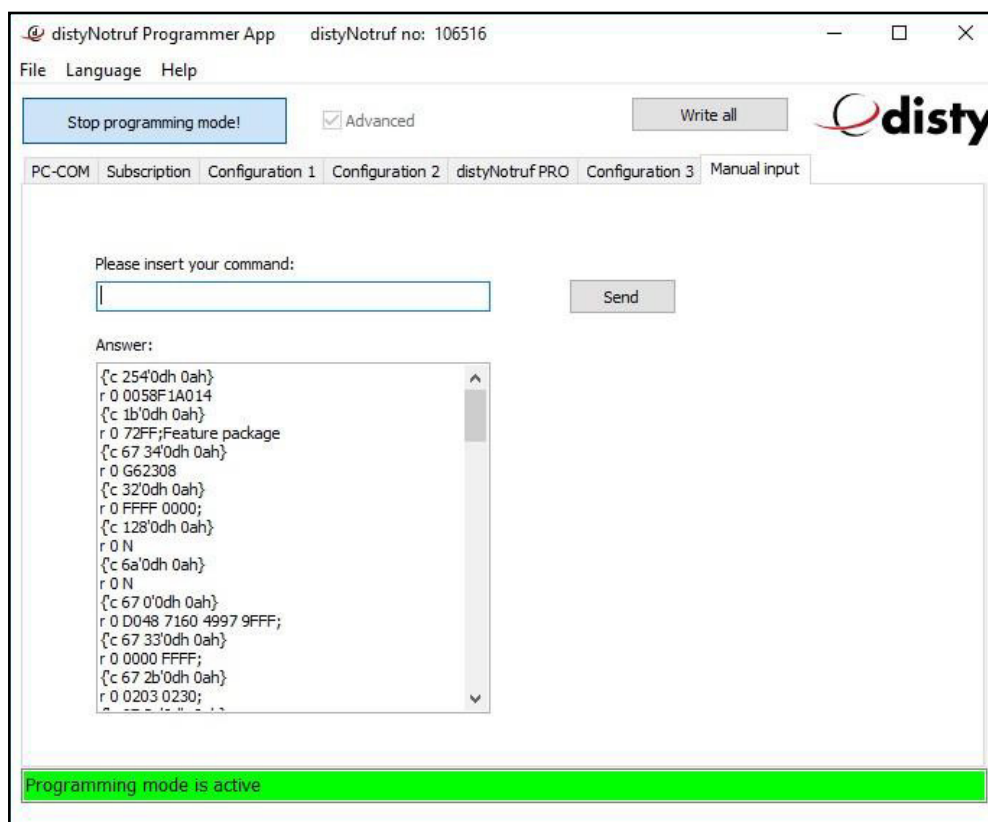 distyNotruf Programmer App distyNotruf no: 106516
File Language Help
Stop programming mode! Advanced Write all disty
PC-COM Subscription Configuration 1 Configuration 2 distyNotruf PRO Configuration 3 Manual input
Please insert your command:
Send
Answer:
{'c 254'0dh 0ah}
r 0 0058F1A014
{'c 1b'0dh 0ah}
r 0 72FF;Feature package
{'c 67 34'0dh 0ah}
r 0 G62308
{'c 32'0dh 0ah}
r 0 FFFF 0000;
{'c 128'0dh 0ah}
r 0 N
{'c 6a'0dh 0ah}
r 0 N
{'c 67 0'0dh 0ah}
r 0 D048 7160 4997 9FFF;
{'c 67 33'0dh 0ah}
r 0 0000 FFFF;
{'c 67 2b'0dh 0ah}
r 0 0203 0230;
Programming mode is active